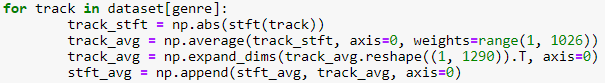 for track in dataset[genre]:
        track_stft = np.abs(stft(track))
        track_avg = np.average(track_stft, axis=0, weights=range(1, 1026))
        track_avg = np.expand_dims(track_avg.reshape((1, 1290)).T, axis=0)
        stft_avg = np.append(stft_avg, track_avg, axis=0)